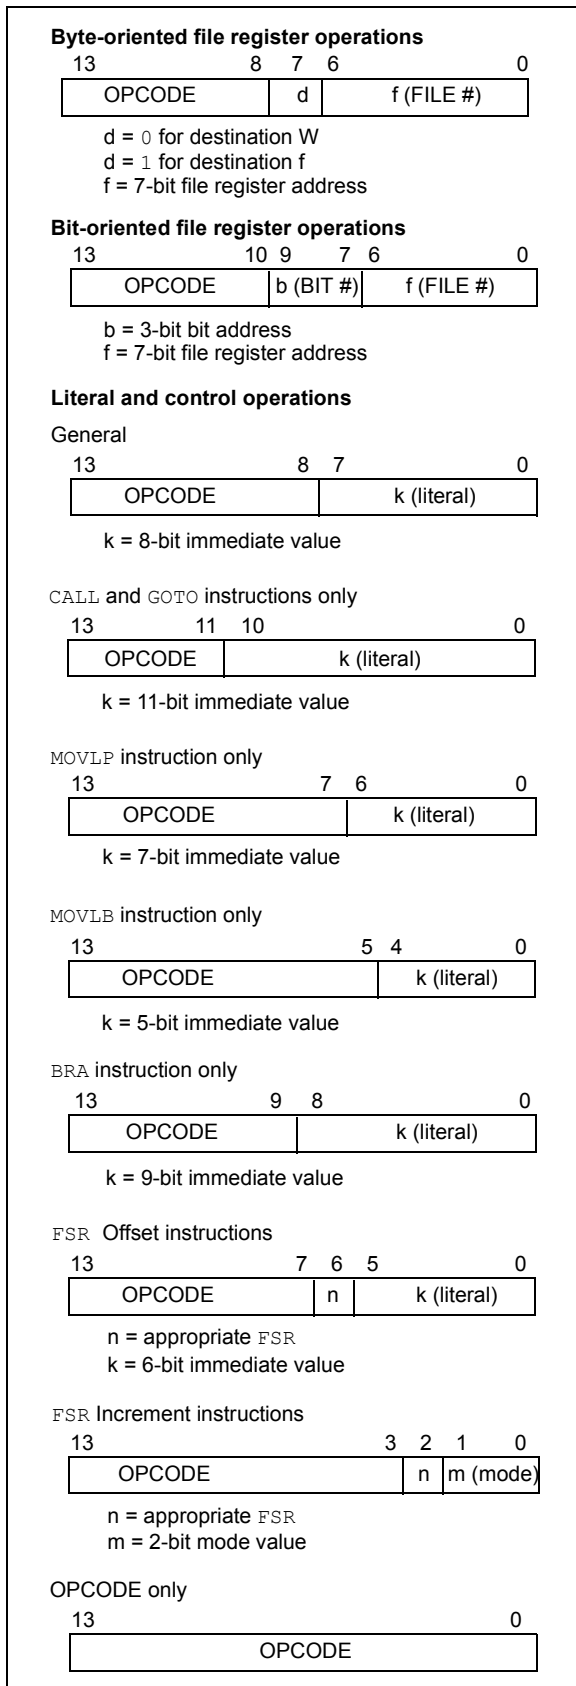 Byte-oriented file register operations
13 8 7 6 0
OPCODE d f (FILE #)
d = 0 for destination W
d = 1 for destination f
f = 7-bit file register address
Bit-oriented file register operations
13 10 9 7 6 0
OPCODE b (BIT #) f (FILE #)
b = 3-bit bit address
f = 7-bit file register address
Literal and control operations
General
13 8 7 0
OPCODE k (literal)
k = 8-bit immediate value
CALL and GOTO instructions only
13 11 10 0
OPCODE k (literal)
k = 11-bit immediate value
MOVLP instruction only
13 7 6 0
OPCODE k (literal)
k = 7-bit immediate value
MOVLB instruction only
13 5 4 0
OPCODE k (literal)
k = 5-bit immediate value
BRA instruction only
13 9 8 0
OPCODE k (literal)
k = 9-bit immediate value
FSR Offset instructions
13 7 6 5 0
OPCODE n k (literal)
n = appropriate FSR
k = 6-bit immediate value
FSR Increment instructions
13 3 2 1 0
OPCODE n m (mode)
n = appropriate FSR
m = 2-bit mode value
OPCODE only
13 0
OPCODE